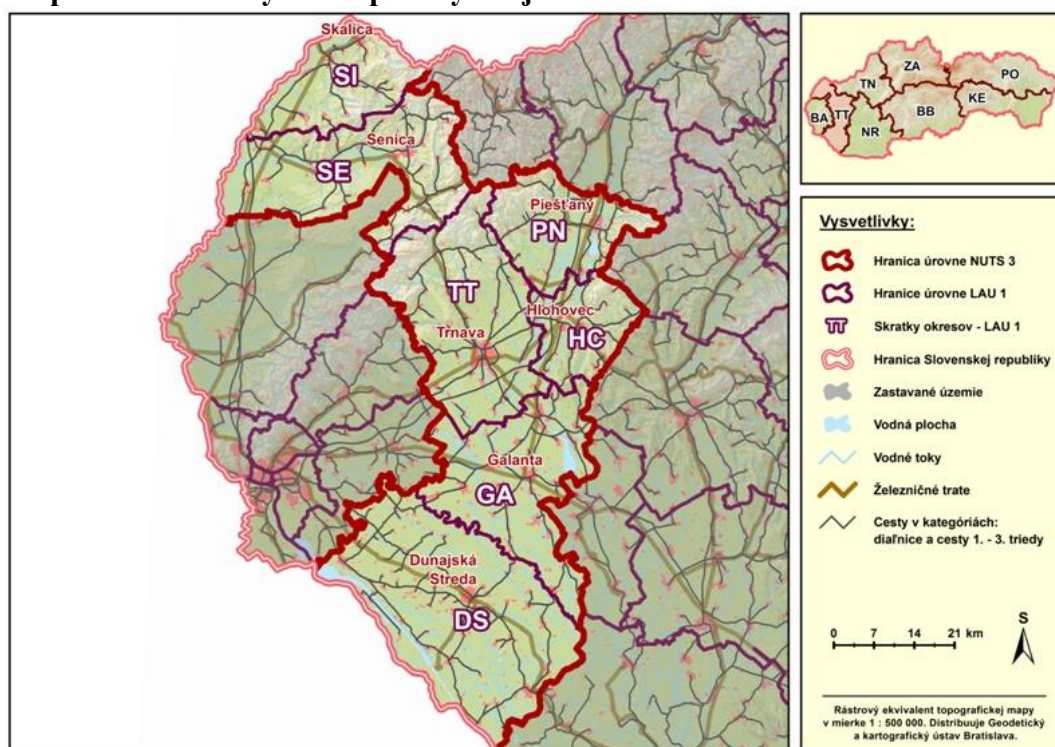 Skalica
SI
Senica
SE
Piešťany
PN
TT
Hlohovec
HC
Trnava
Galanta
GA
Dunajská
Streda
DS
ZA
PO
TN
KE
BA
TT
BB
NR
Vysvetlivky:
Hranica úrovne NUTS 3
Hranice úrovne LAU 1
TT Skratky okresov - LAU 1
Hranica Slovenskej republiky
Zastavané územie
Vodná plocha
Vodné toky
Železničné trate
Cesty v kategóriách:
diaľnice a cesty 1. - 3. triedy
S
0 7 14 21 km
Rástrový ekvivalent topografickej mapy
v mierke 1 : 500 000. Distribuuje Geodetický
a kartografický ústav Bratislava.